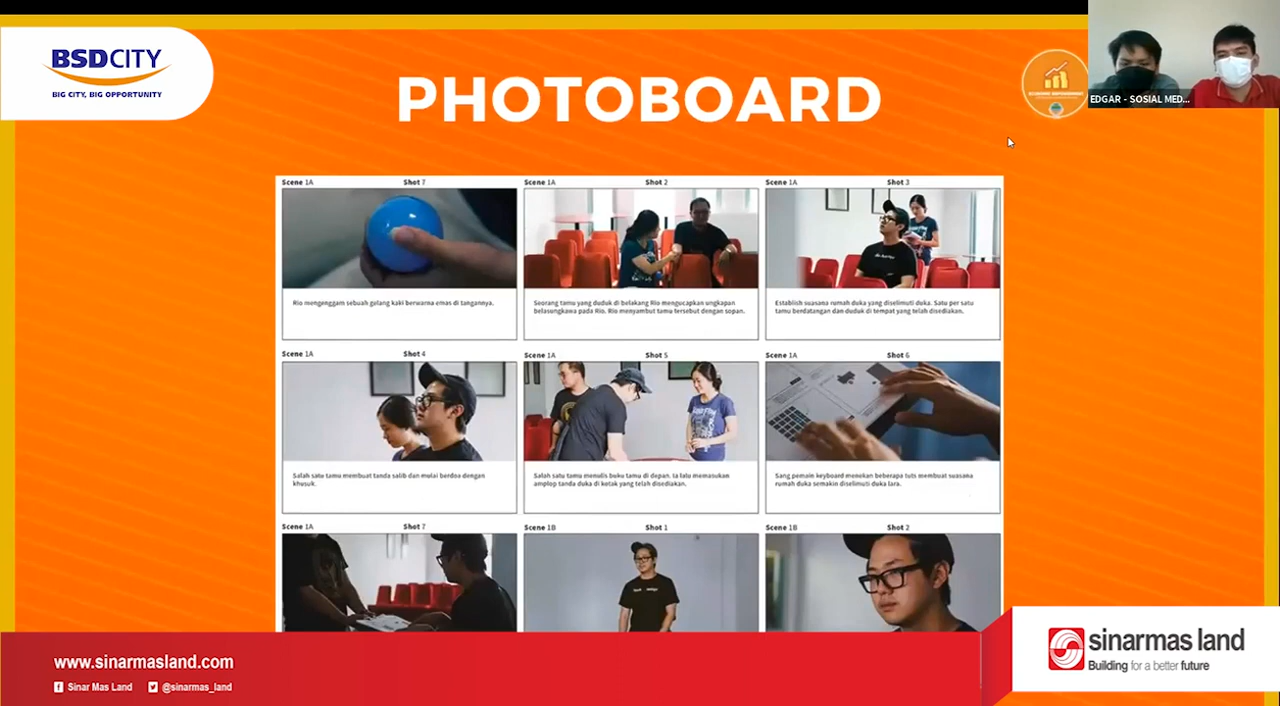 BSDCITY
BIG CITY, BIG OPPORTUNITY
PHOTOBOARD
EDGAR - SOSIAL MED...
Scene 1A Shot 7
Rio mengenggam sebuah gelang kaki berwarna emas di tangannya.
Scene 1A Shot 2
Seorang tamu yang duduk di belakang Rio mengucapkan ungkapan
belasungkawa pada Rio. Rio menyambut tamu tersebut dengan sopan.
Scene 1A Shot 3
Establish suasana rumah duka yang diselimuti duka. Satu per satu
tamu berdatangan dan duduk di tempat yang telah disediakan.
Scene 1A Shot 4
Salah satu tamu membuat tanda salib dan mulai berdoa dengan
khusuk.
Scene 1A Shot 5
Salah satu tamu menulis buku tamu di depan. Ia lalu memasukan
amplop tanda duka di kotak yang telah disediakan.
Scene 1A Shot 6
Sang pemain keyboard menekan beberapa tuts membuat suasana
rumah duka semakin diselimuti duka lara.
Scene 1A Shot 7
Scene 1B Shot 1
Scene 1B Shot 2
www.sinarmasland.com
Sinar Mas Land @sinarmas_land
sinarmas land
Building for a better future